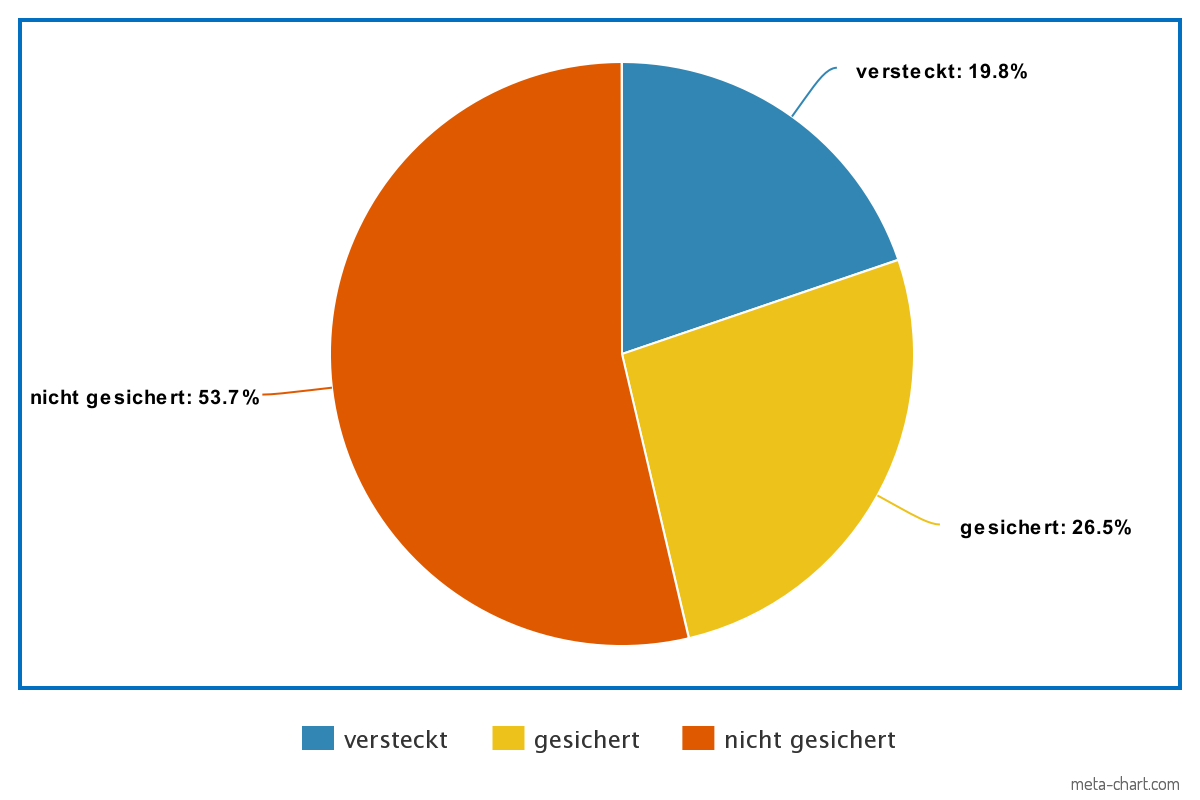 versteckt: 19.8%
nicht gesichert: 53.7%
gesichert: 26.5%
versteckt
gesichert
nicht gesichert
meta-chart.com